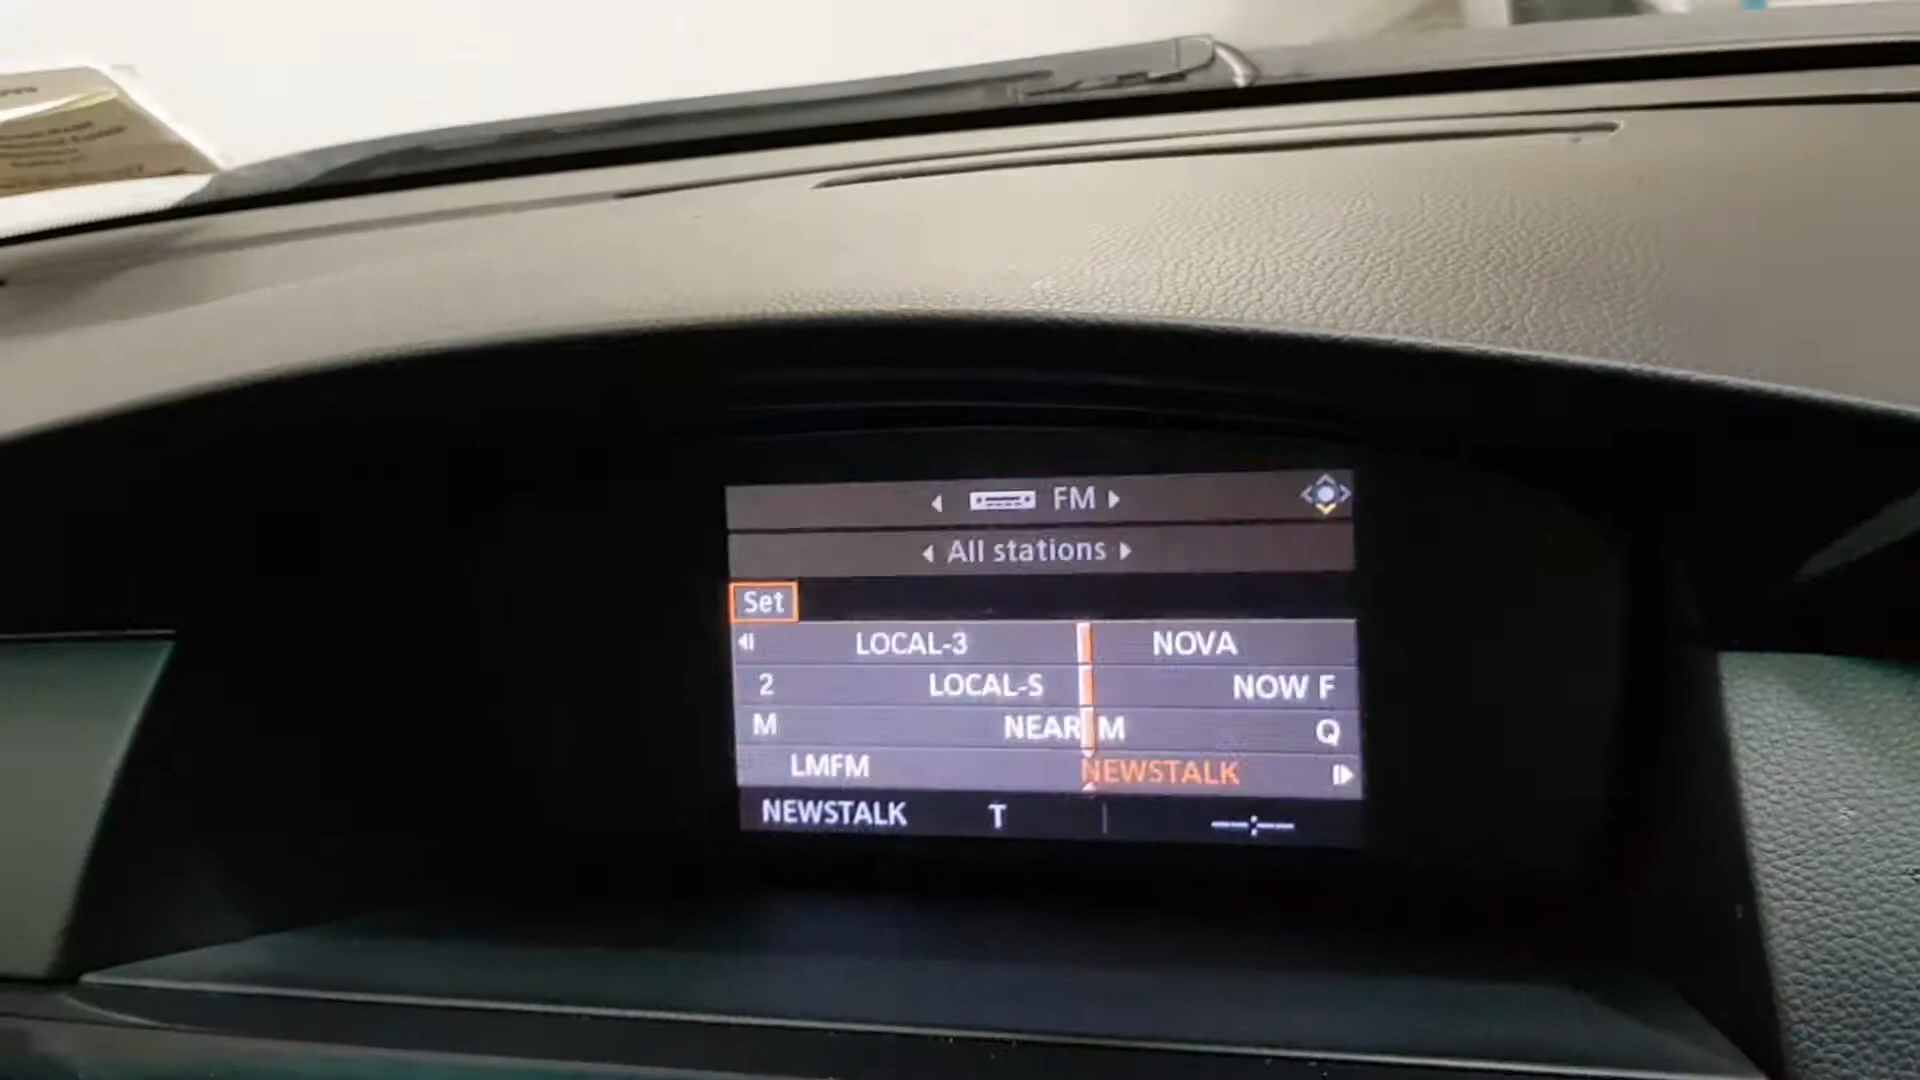 FM
All stations
Set
LOCAL-3 NOVA
2 LOCAL-S NOW F
M NEAR M Q
LMFM NEWSTALK
NEWSTALK T --:--